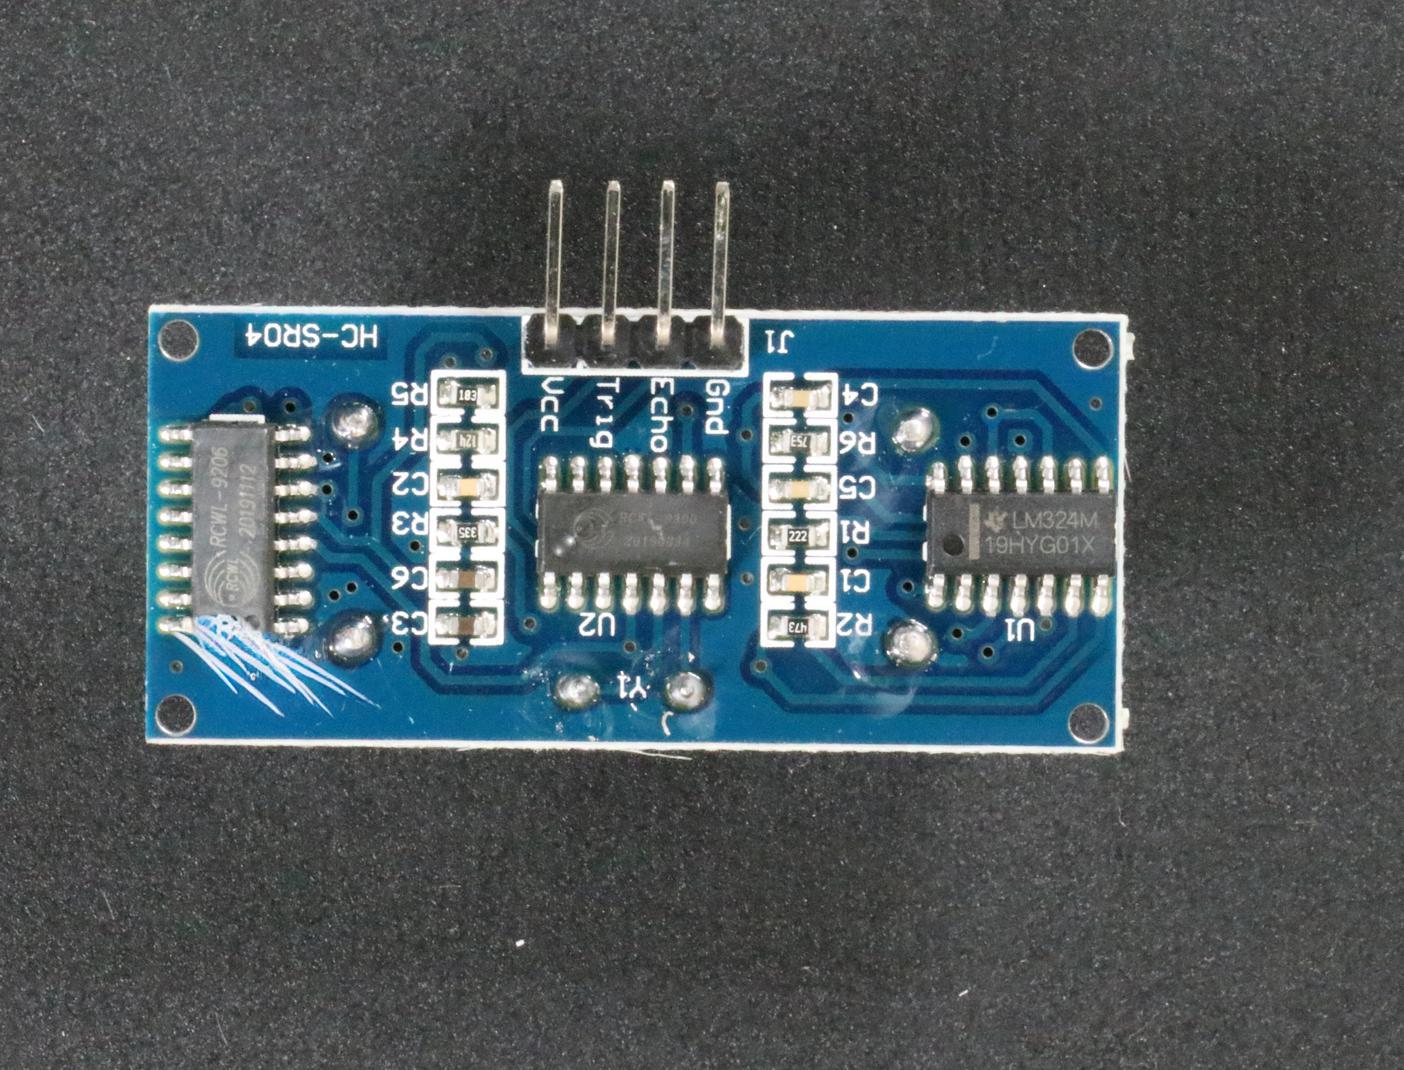 HC-SR04
J1
Vcc
Trig
Echo
Gnd
R5
103
R4
124
C2
R3
335
C6
C3
C4
R6
753
C5
R1
222
C1
R2
473
RCWL-9206
20191112
RCWL
U2
Y1
LM324M
19HYG01X
U1